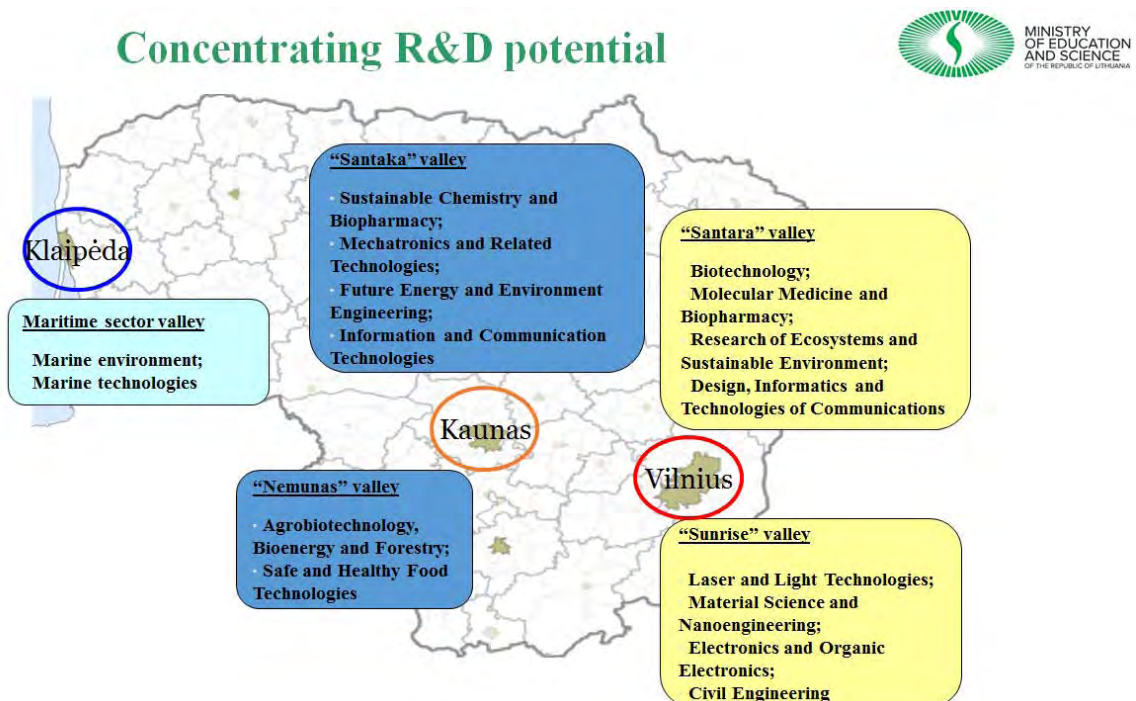 Concentrating R&D potential
MINISTRY
OF EDUCATION
AND SCIENCE
OF THE REPUBLIC OF LITHUANIA
"Santaka" valley
· Sustainable Chemistry and
Biopharmacy;
· Mechatronics and Related
Technologies;
· Future Energy and Environment
Engineering;
· Information and Communication
Technologies
"Santara" valley
Biotechnology;
Molecular Medicine and
Biopharmacy;
Research of Ecosystems and
Sustainable Environment;
Design, Informatics and
Technologies of Communications
Klaipėda
Maritime sector valley
Marine environment;
Marine technologies
Kaunas
Vilnius
"Nemunas" valley
· Agrobiotechnology,
Bioenergy and Forestry;
· Safe and Healthy Food
Technologies
"Sunrise" valley
Laser and Light Technologies;
Material Science and
Nanoengineering;
Electronics and Organic
Electronics;
Civil Engineering